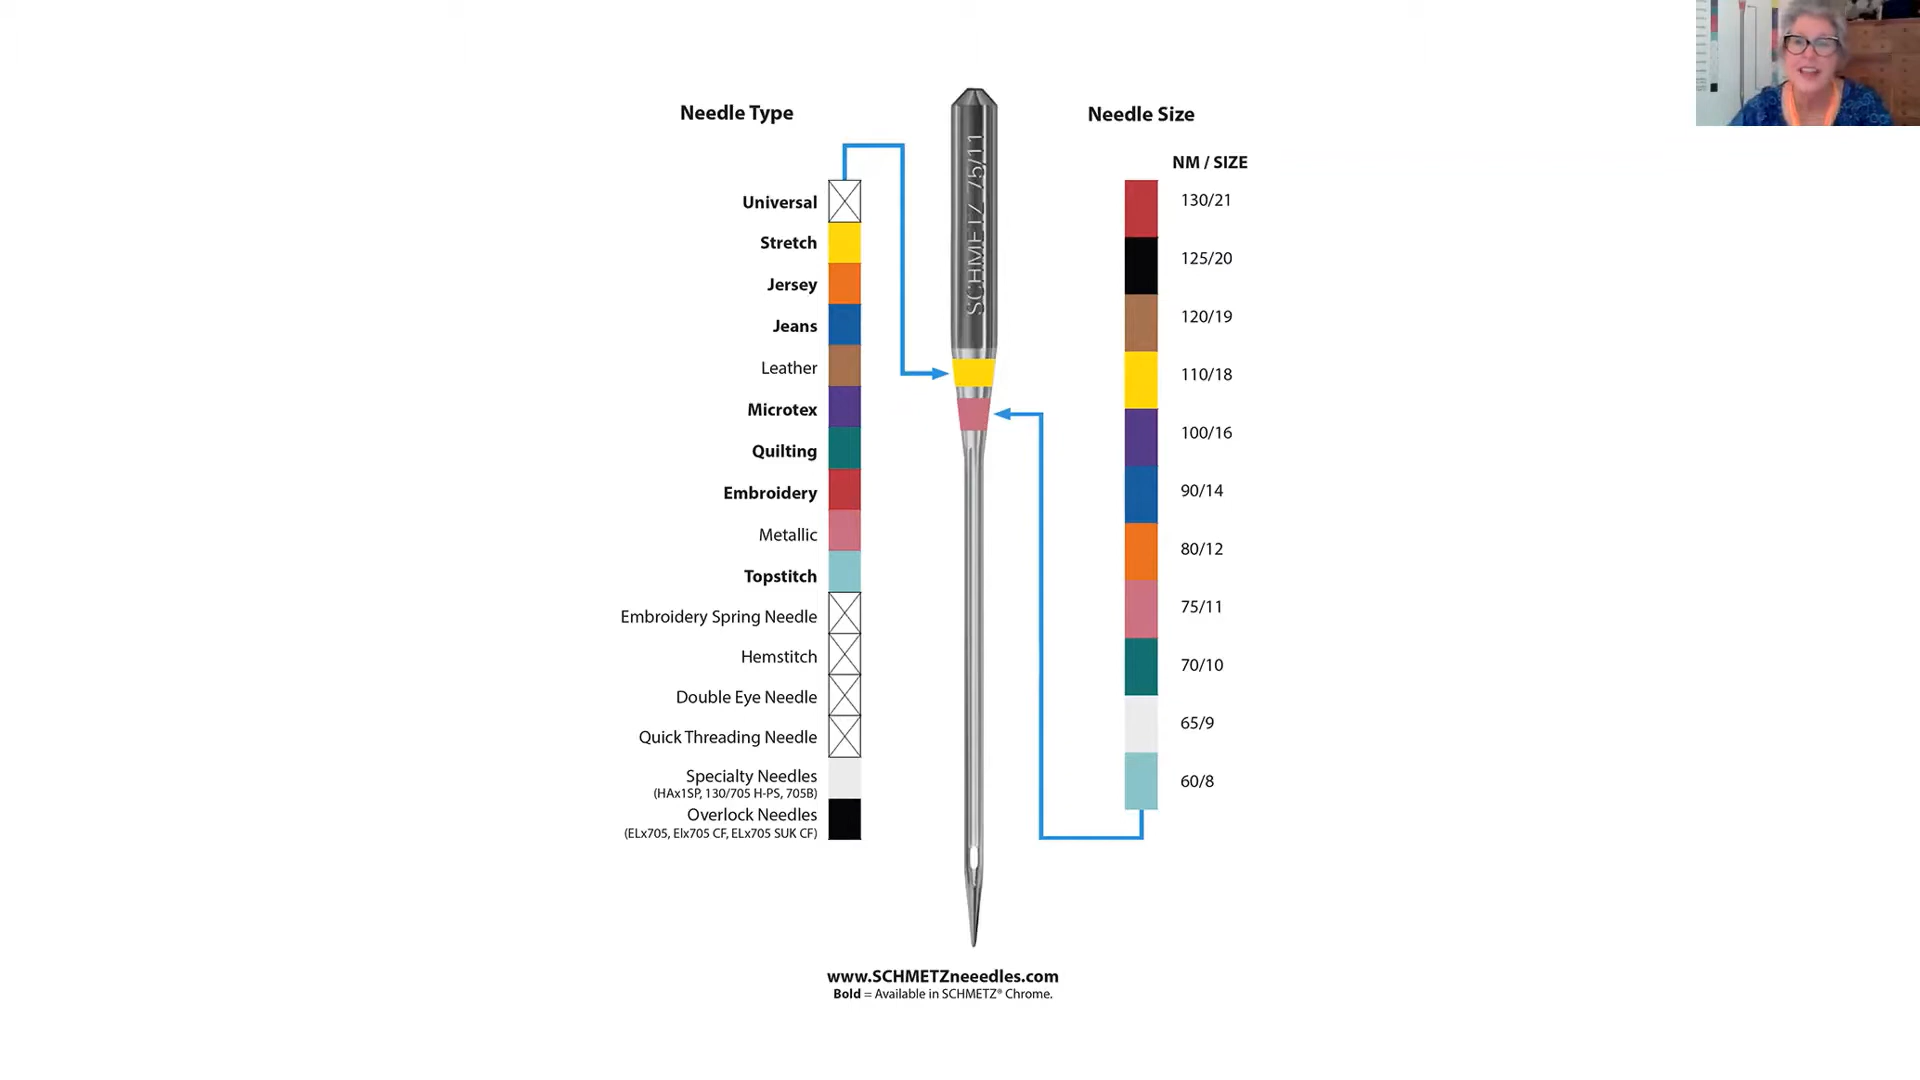 Needle Type
Universal
Stretch
Jersey
Jeans
Leather
Microtex
Quilting
Embroidery
Metallic
Topstitch
Embroidery Spring Needle
Hemstitch
Double Eye Needle
Quick Threading Needle
Specialty Needles
(HAx1SP, 130/705 H-PS, 705B)
Overlock Needles
(ELx705, Elx705 CF, ELx705 SUK CF)
SCHMETZ 75/11
Needle Size
NM / SIZE
130/21
125/20
120/19
110/18
100/16
90/14
80/12
75/11
70/10
65/9
60/8
www.SCHMETZneeedles.com
Bold = Available in SCHMETZ® Chrome.